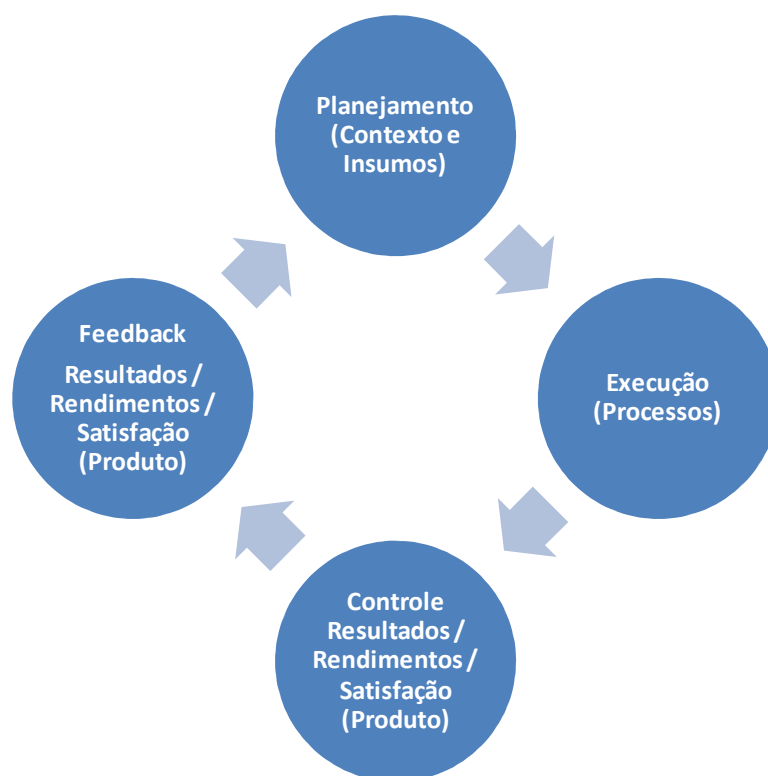 Planejamento
(Contexto e
Insumos)
Execução
(Processos)
Controle
Resultados /
Rendimentos /
Satisfação
(Produto)
Feedback
Resultados /
Rendimentos /
Satisfação
(Produto)